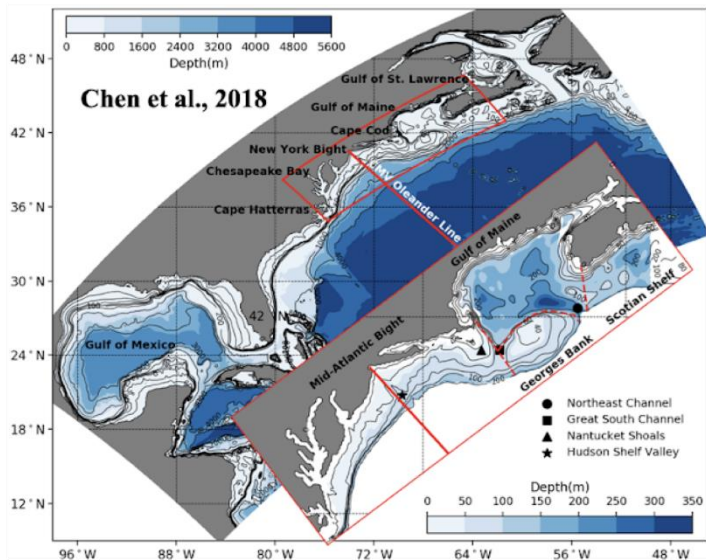 0 800 1600 2400 3200 4000 4800 5600
Depth(m)
Chen et al., 2018
Gulf of St. Lawrence
Gulf of Maine
Cape Cod
New York Bight
Chesapeake Bay
Cape Hatterras
MV Oleander Line
Gulf of Mexico
Gulf of Maine
Mid-Atlantic Bight
Scotian Shelf
Georges Bank
42 N
Northeast Channel
Great South Channel
Nantucket Shoals
Hudson Shelf Valley
Depth(m)
0 50 100 150 200 250 300 350
48°N
42°N
36°N
30°N
24°N
18°N
12°N
96°W 88°W 80°W 72°W 64°W 56°W 48°W